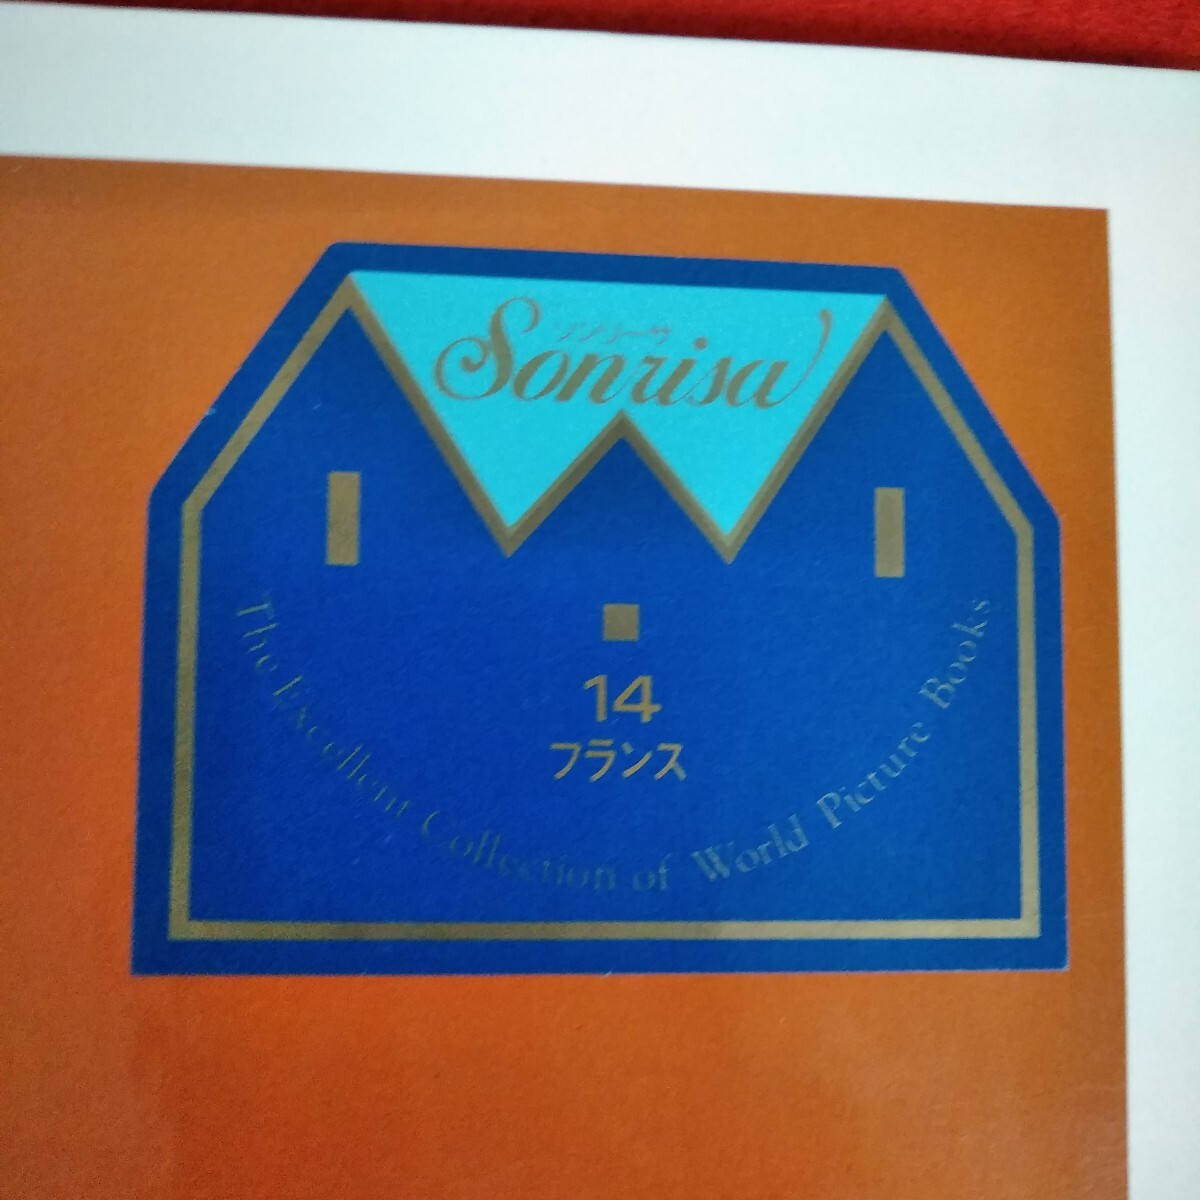 ソンリーサ
Sonrisa
14
フランス
The Excellent Collection of World Picture Books